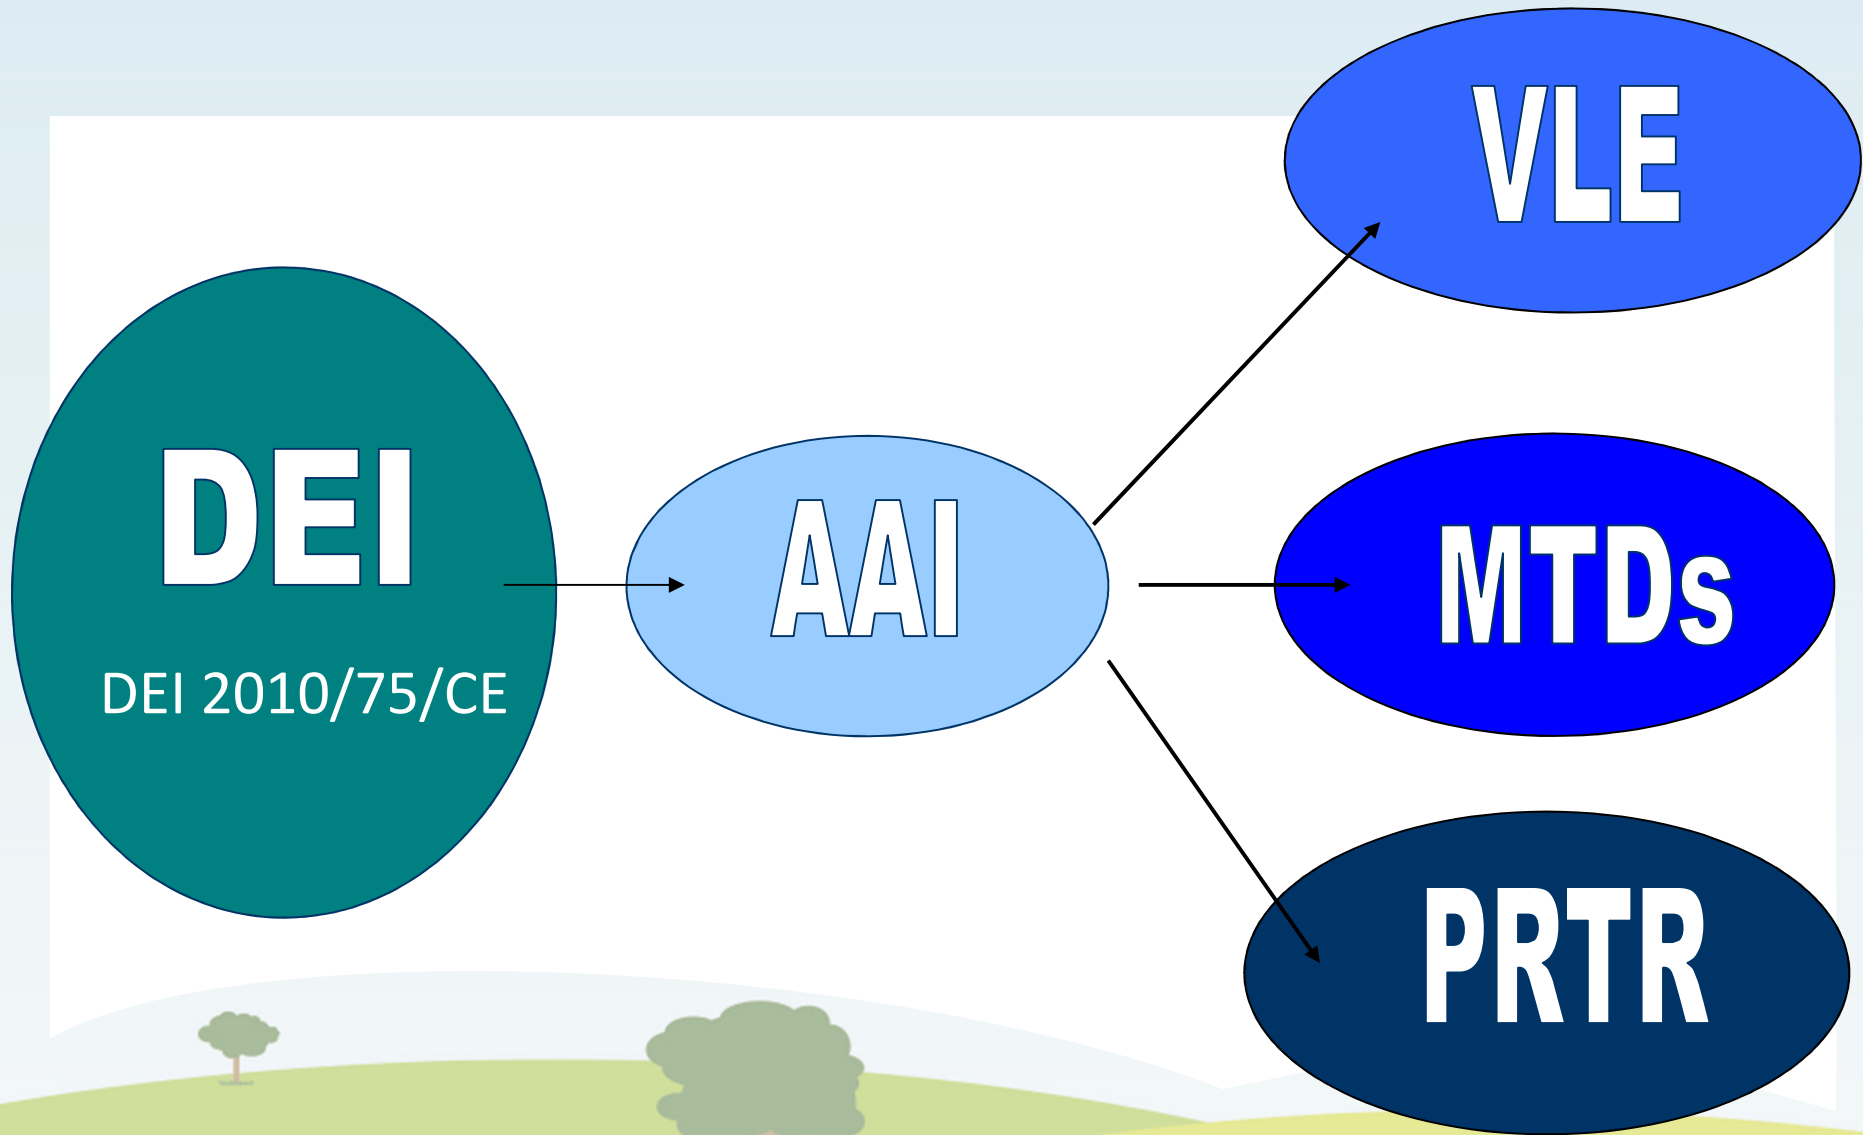 DEI
DEI 2010/75/CE
AAI
VLE
MTDs
PRTR